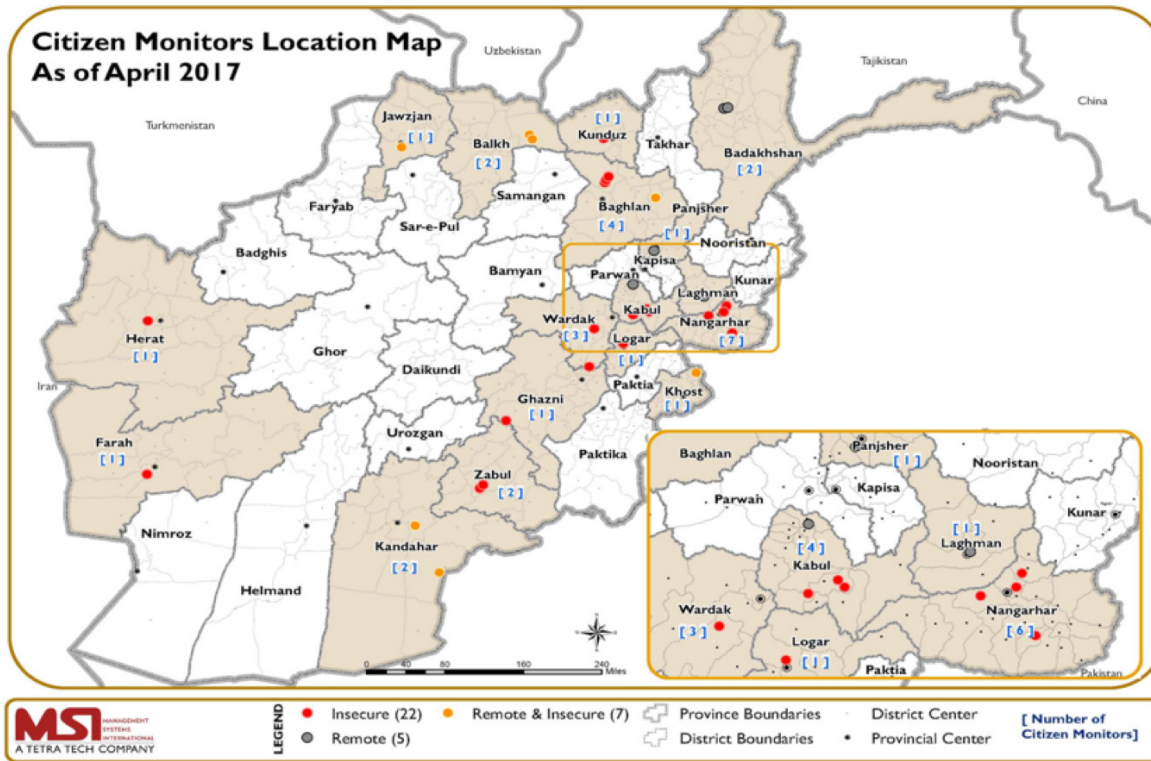 Citizen Monitors Location Map
As of April 2017
Uzbekistan
Tajikistan
China
Turkmenistan
Jawzjan
[ 1 ]
Balkh
[ 2 ]
[ 1 ]
Kunduz
Takhar
Badakhshan
[ 2 ]
Faryab
Sar-e-Pul
Samangan
Baghlan
[ 4 ]
Panjsher
[ 1 ]
Nooristan
Badghis
Bamyan
Parwan
Kapisa
Kunar
Laghman
Herat
[ 1 ]
Ghor
Wardak
[ 3 ]
Kabul
Nangarhar
[ 7 ]
Logar
[ 1 ]
Iran
Daikundi
Ghazni
[ 1 ]
Paktia
Khost
[ 1 ]
Farah
[ 1 ]
Urozgan
Zabul
[ 2 ]
Paktika
Nimroz
Helmand
Kandahar
[ 2 ]
Baghlan
Panjsher
[ 1 ]
Nooristan
Parwan
Kapisa
Kunar
[ 1 ]
Laghman
[ 4 ]
Kabul
Wardak
[ 3 ]
Nangarhar
[ 6 ]
Logar
[ 1 ]
Paktia
Pakistan
0 40 80 160 240
Miles
MSI
MANAGEMENT
SYSTEMS
INTERNATIONAL
A TETRA TECH COMPANY
LEGEND
Insecure (22)
Remote & Insecure (7)
Remote (5)
Province Boundaries
District Boundaries
District Center
Provincial Center
[ Number of
Citizen Monitors]